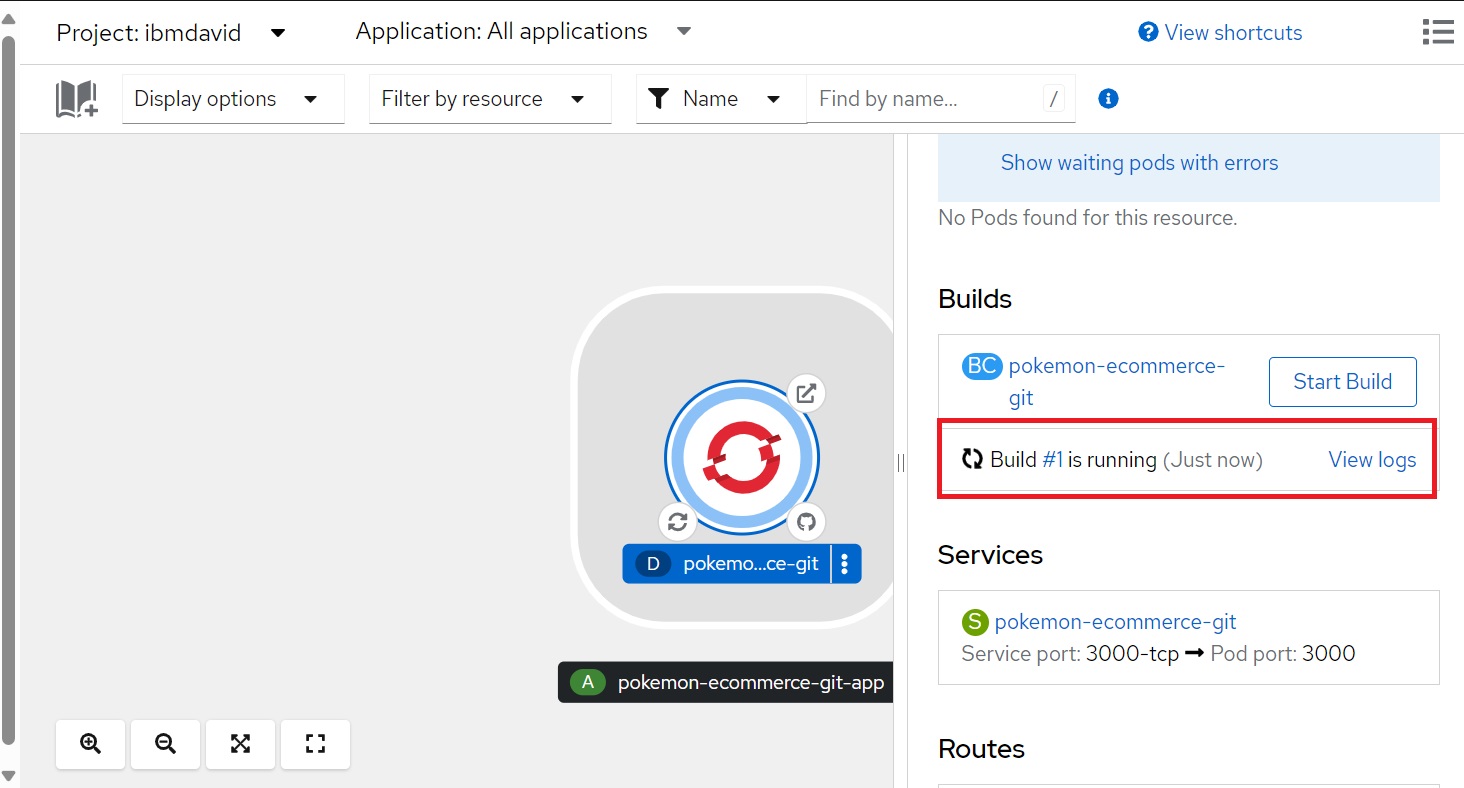 Project: ibmdavid
Application: All applications
? View shortcuts
Display options
Filter by resource
Name
Find by name...
/
i
Show waiting pods with errors
No Pods found for this resource.
Builds
BC pokemon-ecommerce-
git
Start Build
Build #1 is running (Just now)
View logs
D pokemo...ce-git
Services
S pokemon-ecommerce-git
Service port: 3000-tcp → Pod port: 3000
A pokemon-ecommerce-git-app
Routes